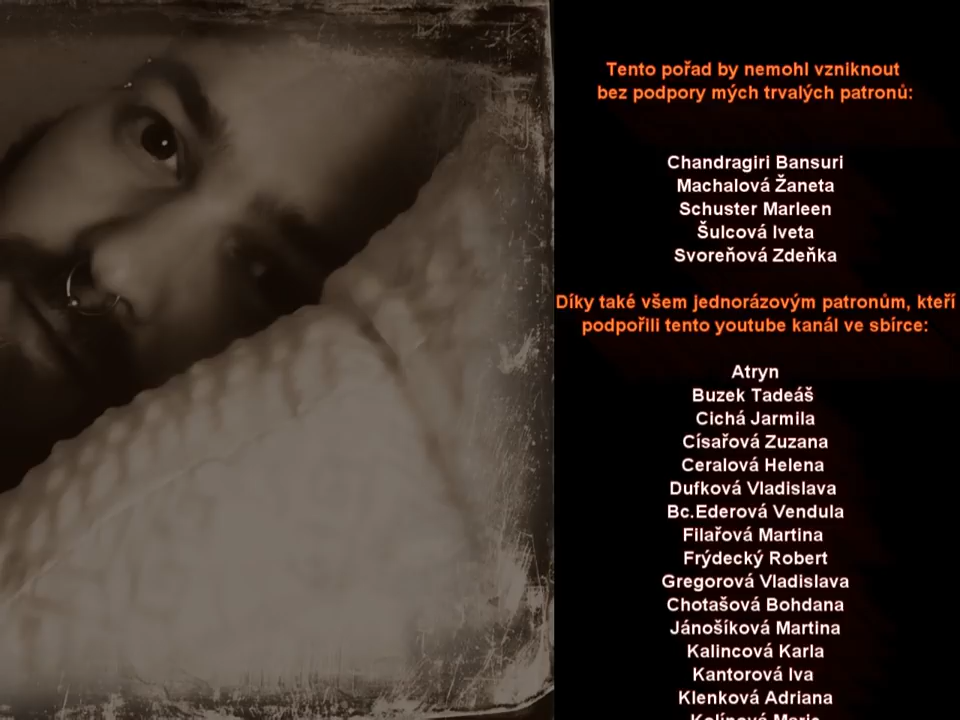 Tento pořad by nemohl vzniknout
bez podpory mých trvalých patronů:
Chandragiri Bansuri
Machalová Žaneta
Schuster Marleen
Šulcová Iveta
Svoreňová Zdeňka
Díky také všem jednorázovým patronům, kteří
podpořili tento youtube kanál ve sbírce:
Atryn
Buzek Tadeáš
Cichá Jarmila
Císařová Zuzana
Ceralová Helena
Dufková Vladislava
Bc.Ederová Vendula
Filařová Martina
Frýdecký Robert
Gregorová Vladislava
Chotašová Bohdana
Jánošíková Martina
Kalincová Karla
Kantorová Iva
Klenková Adriana